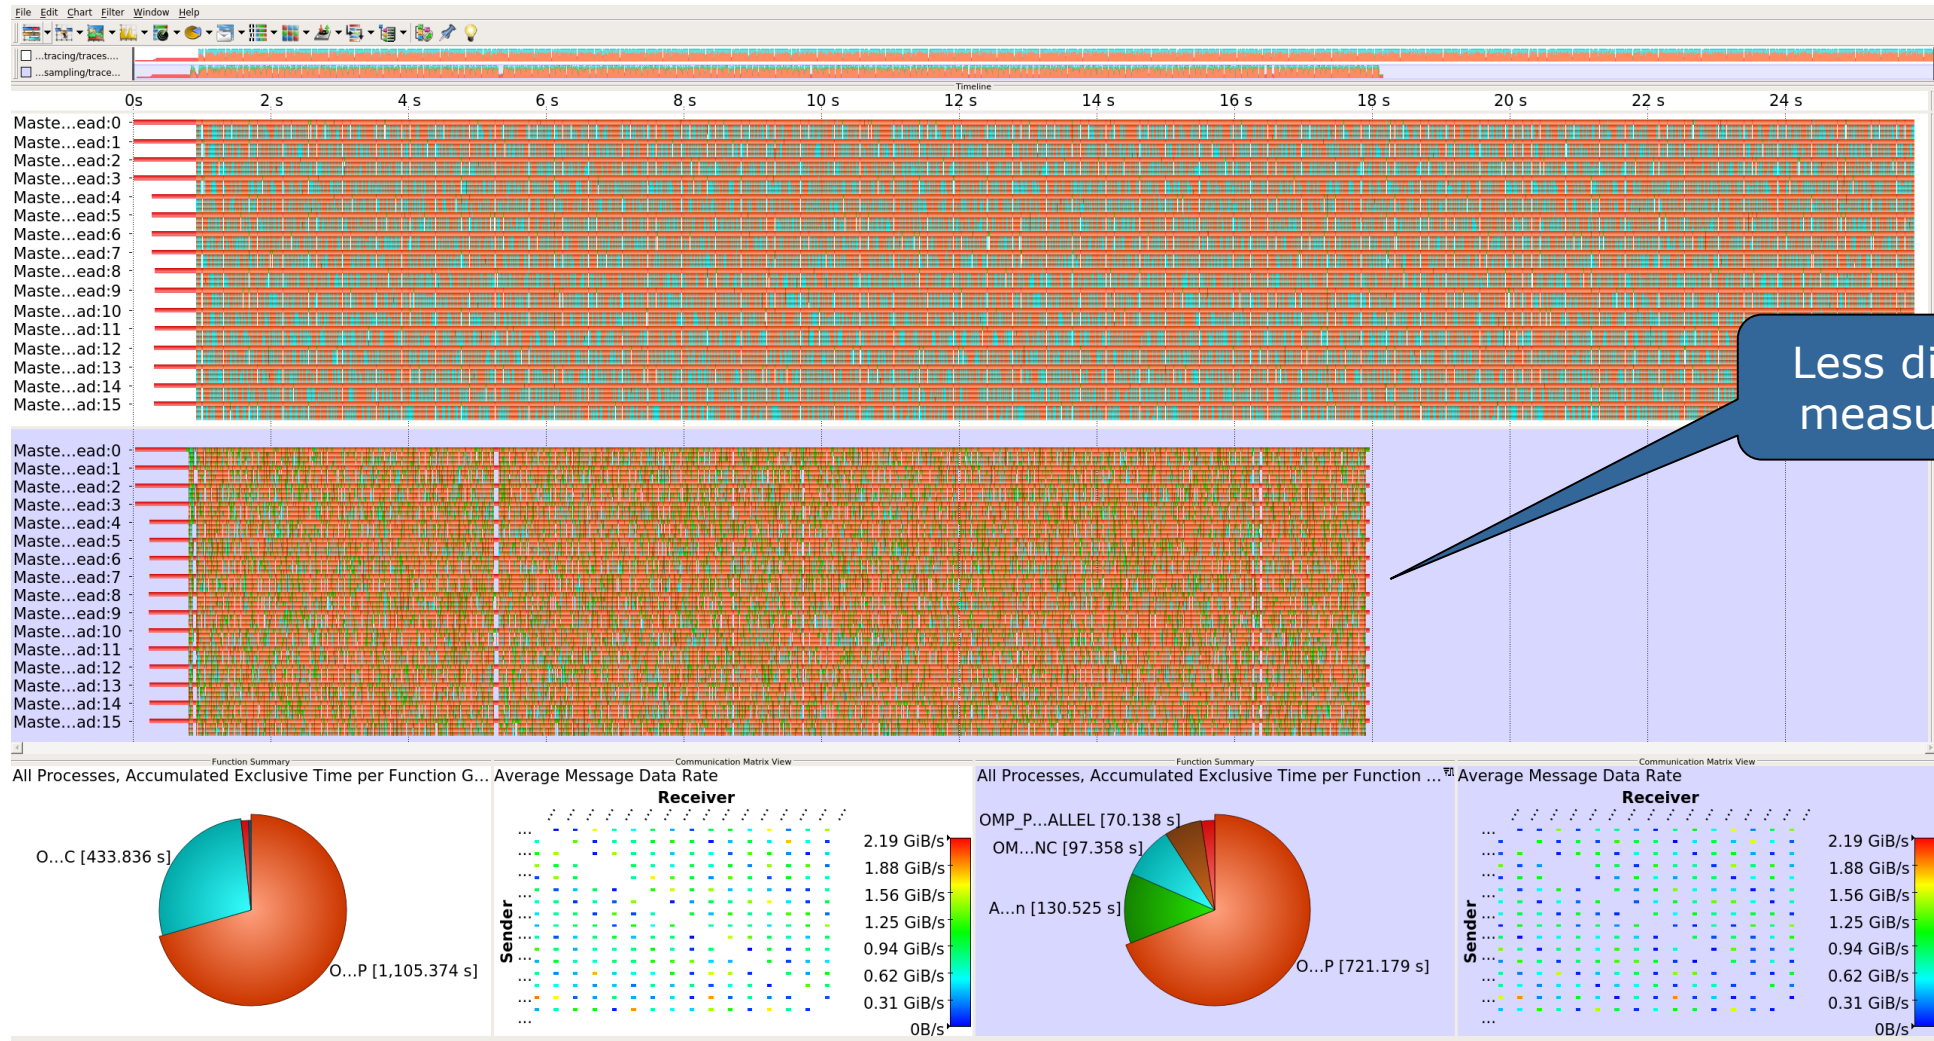 File Edit Chart Filter Window Help
...tracing/traces....
...sampling/trace...
Timeline
0s 2 s 4 s 6 s 8 s 10 s 12 s 14 s 16 s 18 s 20 s 22 s 24 s
Maste...ead:0
Maste...ead:1
Maste...ead:2
Maste...ead:3
Maste...ead:4
Maste...ead:5
Maste...ead:6
Maste...ead:7
Maste...ead:8
Maste...ead:9
Maste...ad:10
Maste...ad:11
Maste...ad:12
Maste...ad:13
Maste...ad:14
Maste...ad:15
Less di
measu
Maste...ead:0
Maste...ead:1
Maste...ead:2
Maste...ead:3
Maste...ead:4
Maste...ead:5
Maste...ead:6
Maste...ead:7
Maste...ead:8
Maste...ead:9
Maste...ad:10
Maste...ad:11
Maste...ad:12
Maste...ad:13
Maste...ad:14
Maste...ad:15
Function Summary
All Processes, Accumulated Exclusive Time per Function G...
O...C [433.836 s]
O...P [1,105.374 s]
Communication Matrix View
Average Message Data Rate
Receiver
Sender
2.19 GiB/s
1.88 GiB/s
1.56 GiB/s
1.25 GiB/s
0.94 GiB/s
0.62 GiB/s
0.31 GiB/s
0B/s
Function Summary
All Processes, Accumulated Exclusive Time per Function ...
OMP_P...ALLEL [70.138 s]
OM...NC [97.358 s]
A...n [130.525 s]
O...P [721.179 s]
Communication Matrix View
Average Message Data Rate
Receiver
Sender
2.19 GiB/s
1.88 GiB/s
1.56 GiB/s
1.25 GiB/s
0.94 GiB/s
0.62 GiB/s
0.31 GiB/s
0B/s